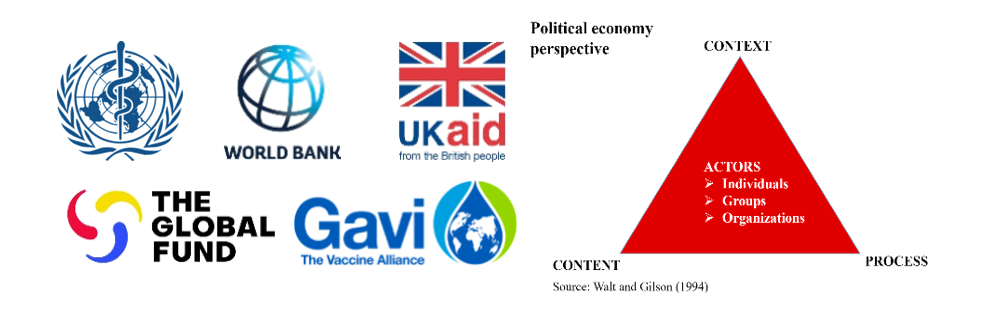 WORLD BANK
UKaid
from the British people
THE
GLOBAL
FUND
Gavi
The Vaccine Alliance
Political economy
perspective
CONTEXT
ACTORS
➢ Individuals
➢ Groups
➢ Organizations
CONTENT
PROCESS
Source: Walt and Gilson (1994)